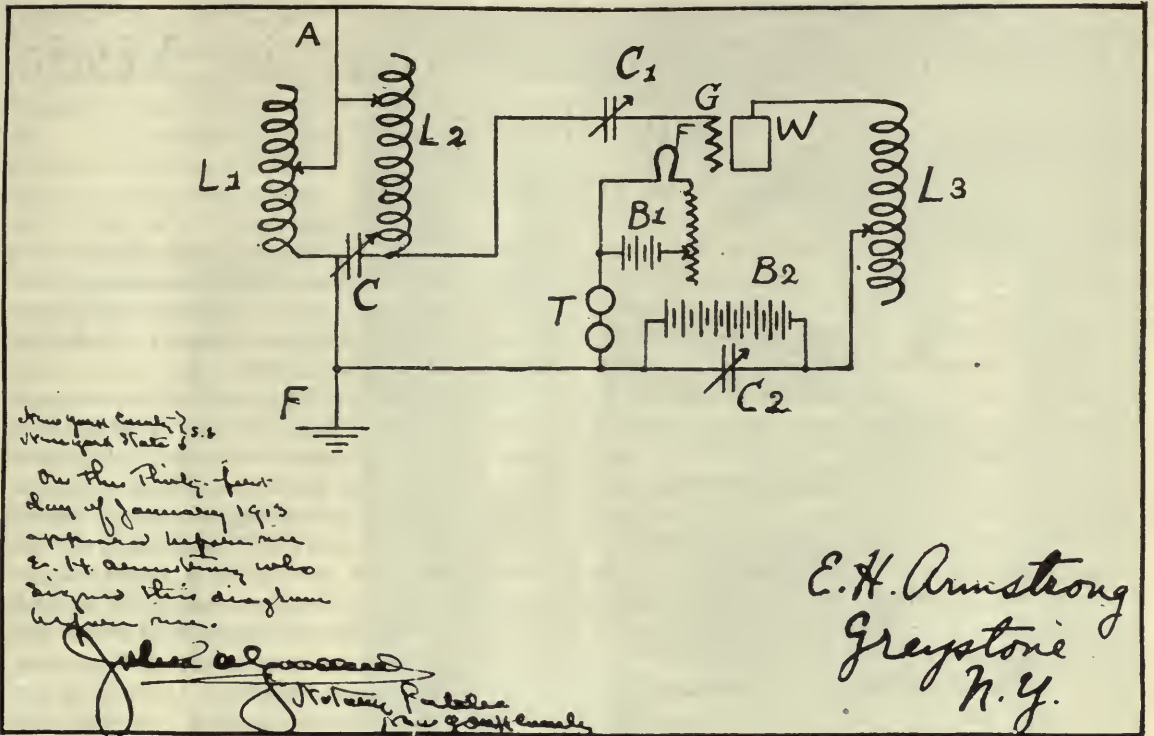 A
L1
L2
C
C1
G
F
W
L3
B1
B2
T
C2
F
New York County } s.s
New York State
On this Thirty-first
day of January 1913
appeared before me
E. H. Armstrong who
signed this diagram
before me.
Notary Public
New York County
E.H. Armstrong
Greystone
N.Y.